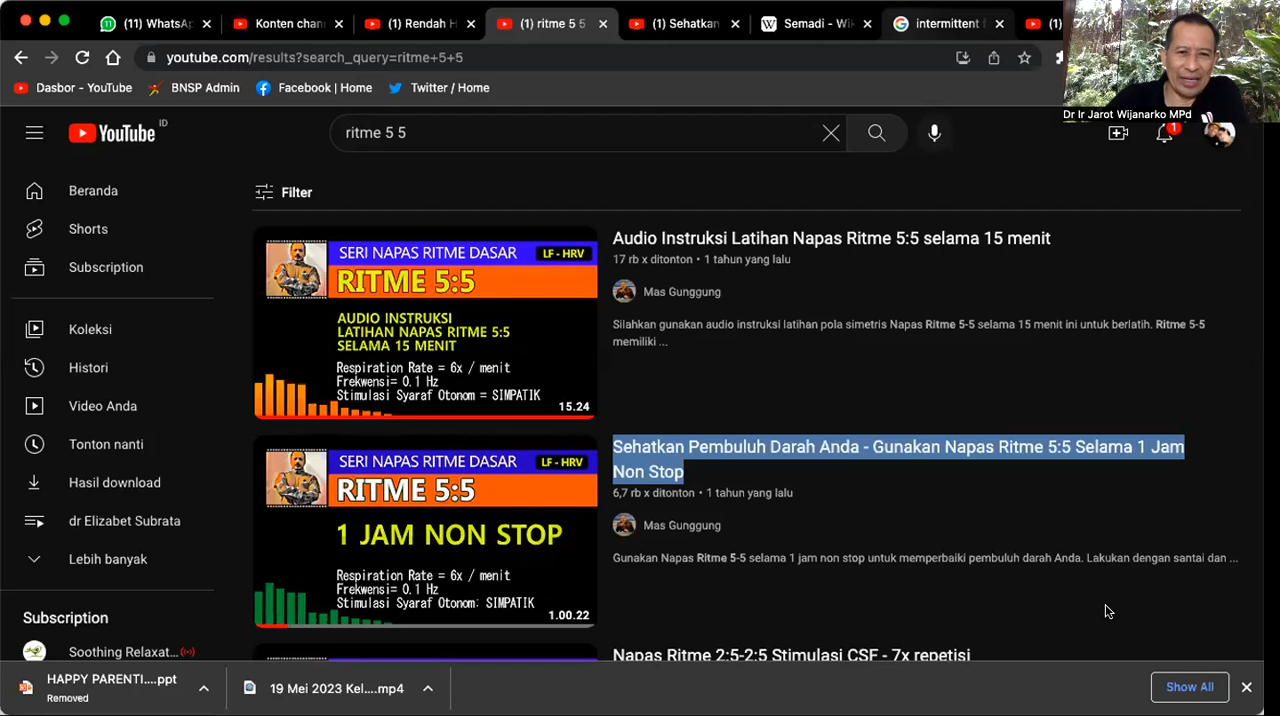 (11) WhatsA
Konten chan
(1) Rendah H
(1) ritme 5 5
(1) Sehatkan
Semadi - Wik
intermittent f
(1)
youtube.com/results?search_query=ritme+5+5
Dasbor - YouTube
BNSP Admin
Facebook | Home
Twitter / Home
Dr Ir Jarot Wijanarko MPd
YouTube ID
ritme 5 5
1
Beranda
Shorts
Subscription
Koleksi
Histori
Video Anda
Tonton nanti
Hasil download
dr Elizabet Subrata
Lebih banyak
Subscription
Soothing Relaxat...
Filter
SERI NAPAS RITME DASAR
LF - HRV
RITME 5:5
AUDIO INSTRUKSI
LATIHAN NAPAS RITME 5:5
SELAMA 15 MENIT
Respiration Rate = 6x / menit
Frekwensi= 0.1 Hz
Stimulasi Syaraf Otonom = SIMPATIK
15.24
Audio Instruksi Latihan Napas Ritme 5:5 selama 15 menit
17 rb x ditonton • 1 tahun yang lalu
Mas Gunggung
Silahkan gunakan audio instruksi latihan pola simetris Napas Ritme 5-5 selama 15 menit ini untuk berlatih. Ritme 5-5
memiliki ...
SERI NAPAS RITME DASAR
LF - HRV
RITME 5:5
1 JAM NON STOP
Respiration Rate = 6x / menit
Frekwensi= 0.1 Hz
Stimulasi Syaraf Otonom: SIMPATIK
1.00.22
Sehatkan Pembuluh Darah Anda - Gunakan Napas Ritme 5:5 Selama 1 Jam
Non Stop
6,7 rb x ditonton • 1 tahun yang lalu
Mas Gunggung
Gunakan Napas Ritme 5-5 selama 1 jam non stop untuk memperbaiki pembuluh darah Anda. Lakukan dengan santai dan ...
Napas Ritme 2:5-2:5 Stimulasi CSF - 7x repetisi
HAPPY PARENTI....ppt
Removed
19 Mei 2023 Kel....mp4
Show All